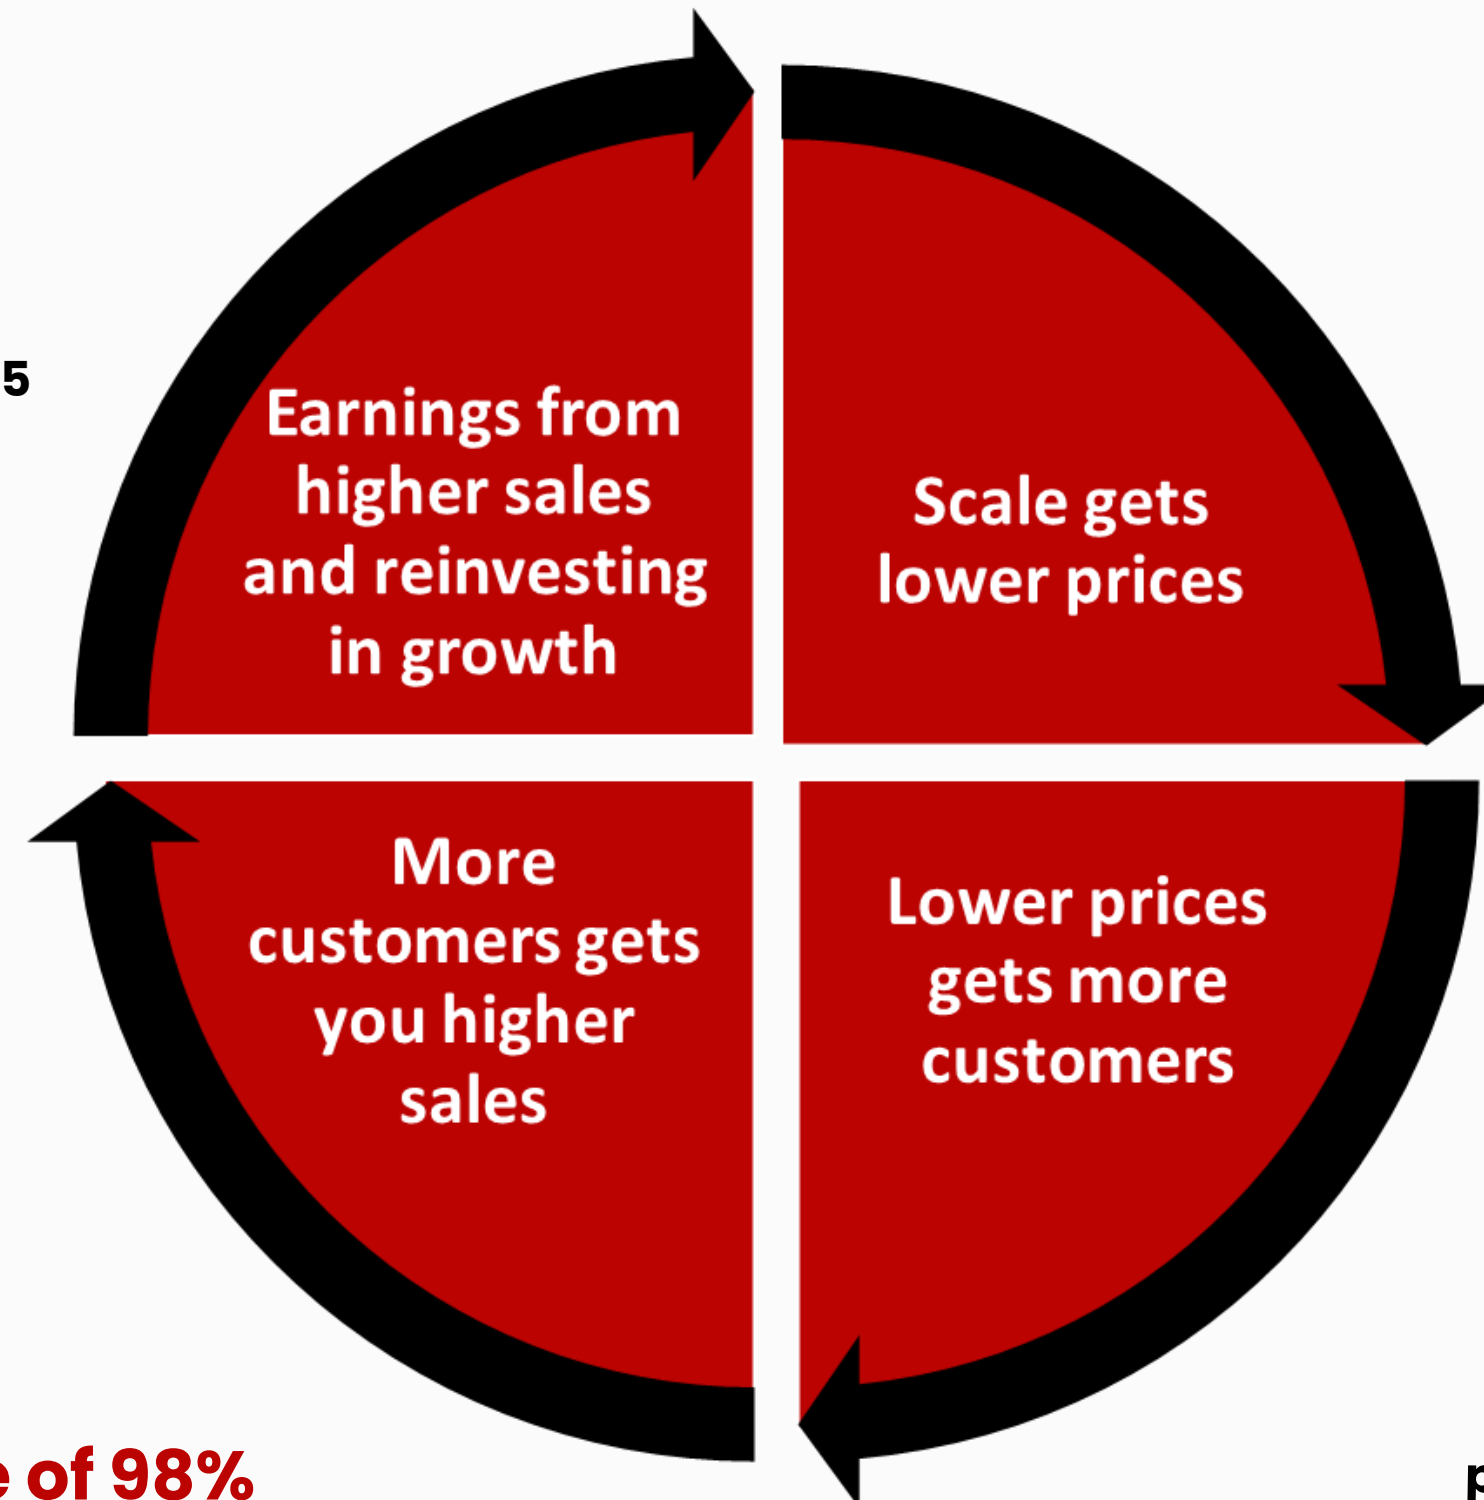 5
Earnings from
higher sales
and reinvesting
in growth
Scale gets
lower prices
More
customers gets
you higher
sales
Lower prices
gets more
customers
of 98%